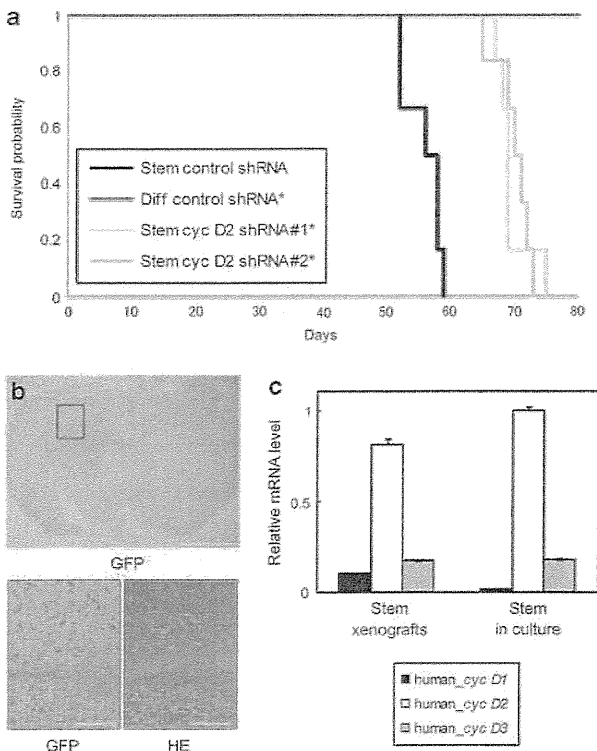 a
Survival probability
1
0.8
0.6
0.4
0.2
0
Stem control shRNA
Diff control shRNA*
Stem cyc D2 shRNA#1*
Stem cyc D2 shRNA#2*
0 10 20 30 40 50 60 70 80
Days
b
GFP
GFP HE
c
Relative mRNA level
1
0.5
0
Stem xenografts
Stem in culture
human_cyc D1
human_cyc D2
human_cyc D3